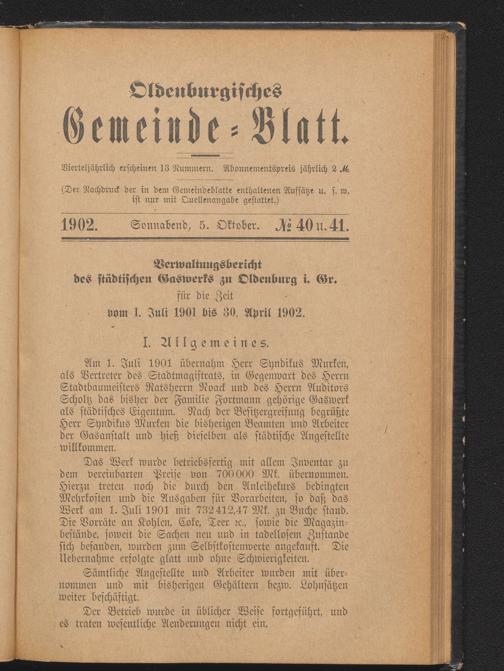 Oldenburgisches
Gemeinde-Blatt.
Vierteljährlich erscheinen 13 Nummern. Abonnementspreis jährlich 2 ℳ
(Der Nachdruck der in dem Gemeindeblatte enthaltenen Aufsätze u. s. w.
ist nur mit Quellenangabe gestattet.)
1902. Sonnabend, 5. Oktober. № 40 u. 41.
Verwaltungsbericht
des städtischen Gaswerks zu Oldenburg i. Gr.
für die Zeit
vom 1. Juli 1901 bis 30. April 1902.
I. Allgemeines.
Am 1. Juli 1901 übernahm Herr Syndikus Murken,
als Vertreter des Stadtmagistrats, in Gegenwart des Herrn
Stadtbaumeisters Ratsherrn Noack und des Herrn Auditors
Scholtz das bisher der Familie Fortmann gehörige Gaswerk
als städtisches Eigentum. Nach der Besitzergreifung begrüßte
Herr Syndikus Murken die bisherigen Beamten und Arbeiter
der Gasanstalt und hieß dieselben als städtische Angestellte
willkommen.
Das Werk wurde betriebsfertig mit allem Inventar zu
dem vereinbarten Preise von 700000 Mk. übernommen.
Hierzu treten noch die durch den Anleihekurs bedingten
Mehrkosten und die Ausgaben für Vorarbeiten, so daß das
Werk am 1. Juli 1901 mit 732412,47 Mk. zu Buche stand.
Die Vorräte an Kohlen, Coke, Teer ꝛc., sowie die Magazin-
bestände, soweit die Sachen neu und in tadellosem Zustande
sich befanden, wurden zum Selbstkostenwerte angekauft. Die
Uebernahme erfolgte glatt und ohne Schwierigkeiten.
Sämtliche Angestellte und Arbeiter wurden mit über-
nommen und mit bisherigen Gehältern bezw. Lohnsätzen
weiter beschäftigt.
Der Betrieb wurde in üblicher Weise fortgeführt, und
es traten wesentliche Aenderungen nicht ein.